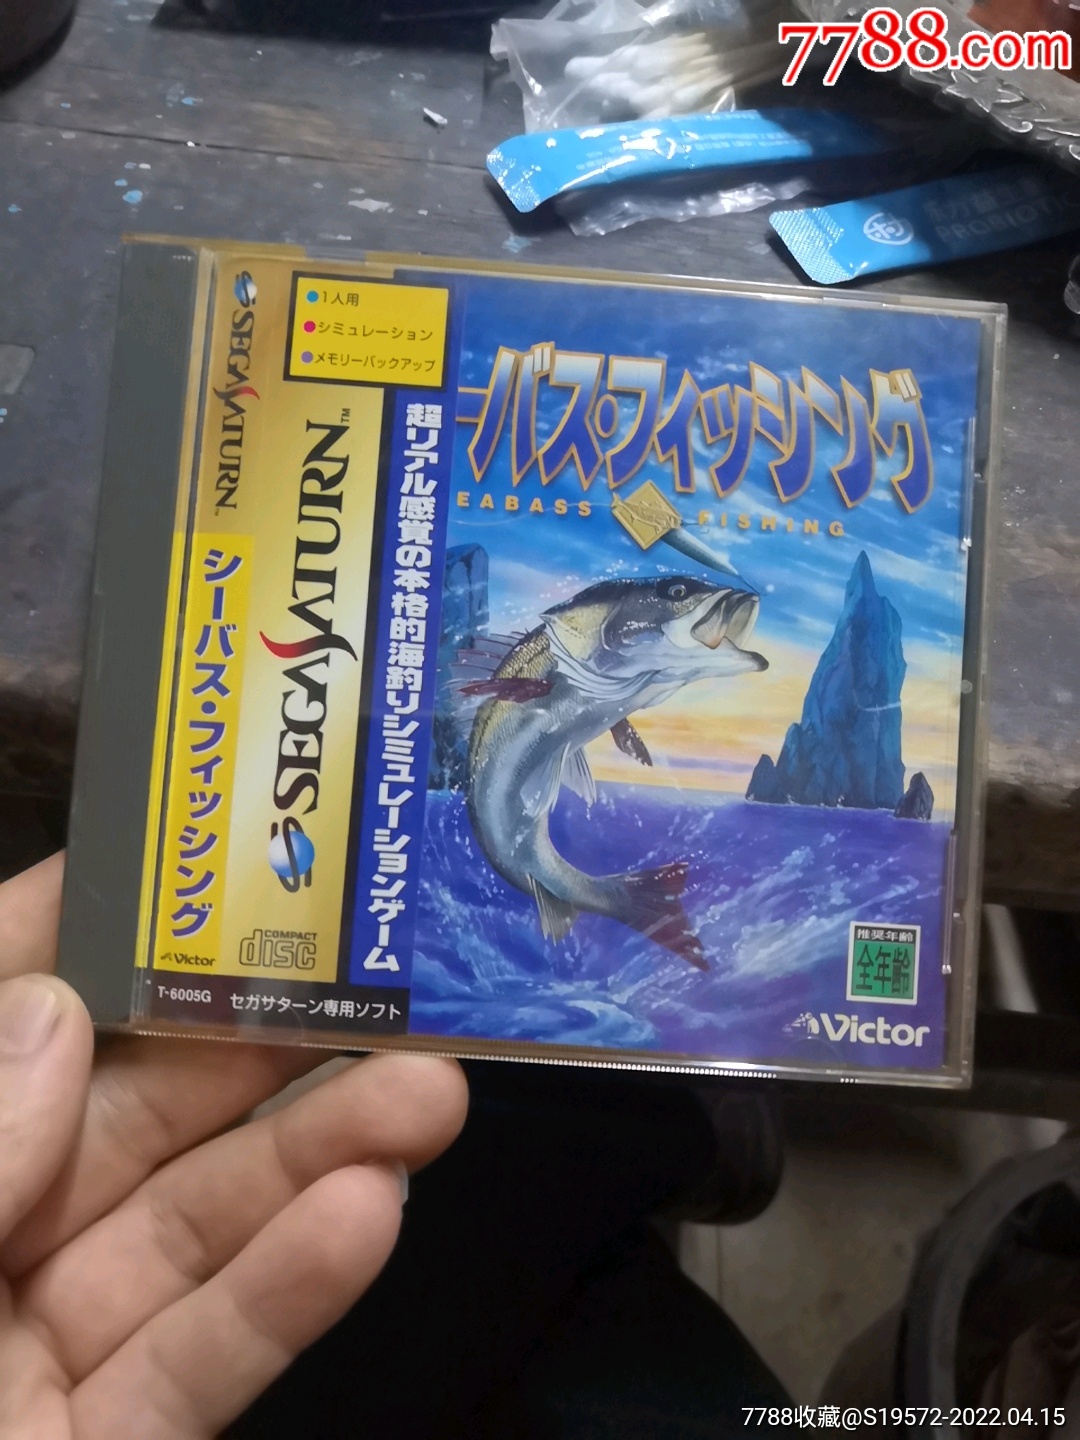 7788.com
PROBIOTIC
SEGA SATURN™
シーバス・フィッシング
Victor
T-6005G
セガサターン専用ソフト
1人用
シミュレーション
メモリーバックアップ
SEGA SATURN™
COMPACT
disc
超リアル感覚の本格的海釣りシミュレーションゲーム
ーバス・フィッシング
EABASS FISHING
推奨年齢
全年齢
Victor
7788收藏@S19572-2022.04.15